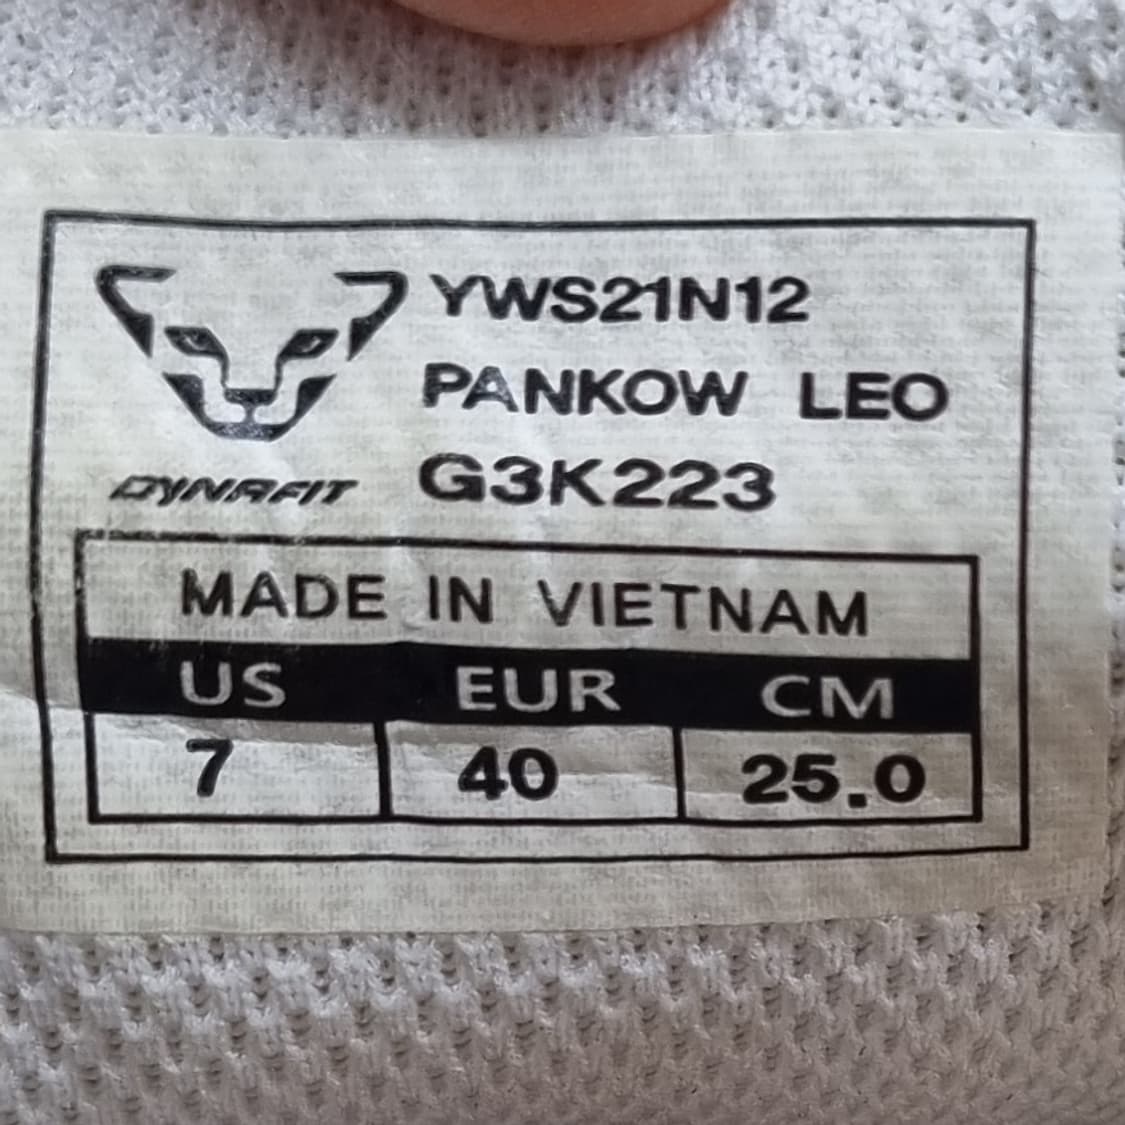 YWS21N12
PANKOW LEO
DYNAFIT G3K223
MADE IN VIETNAM
US EUR CM
7 40 25.0